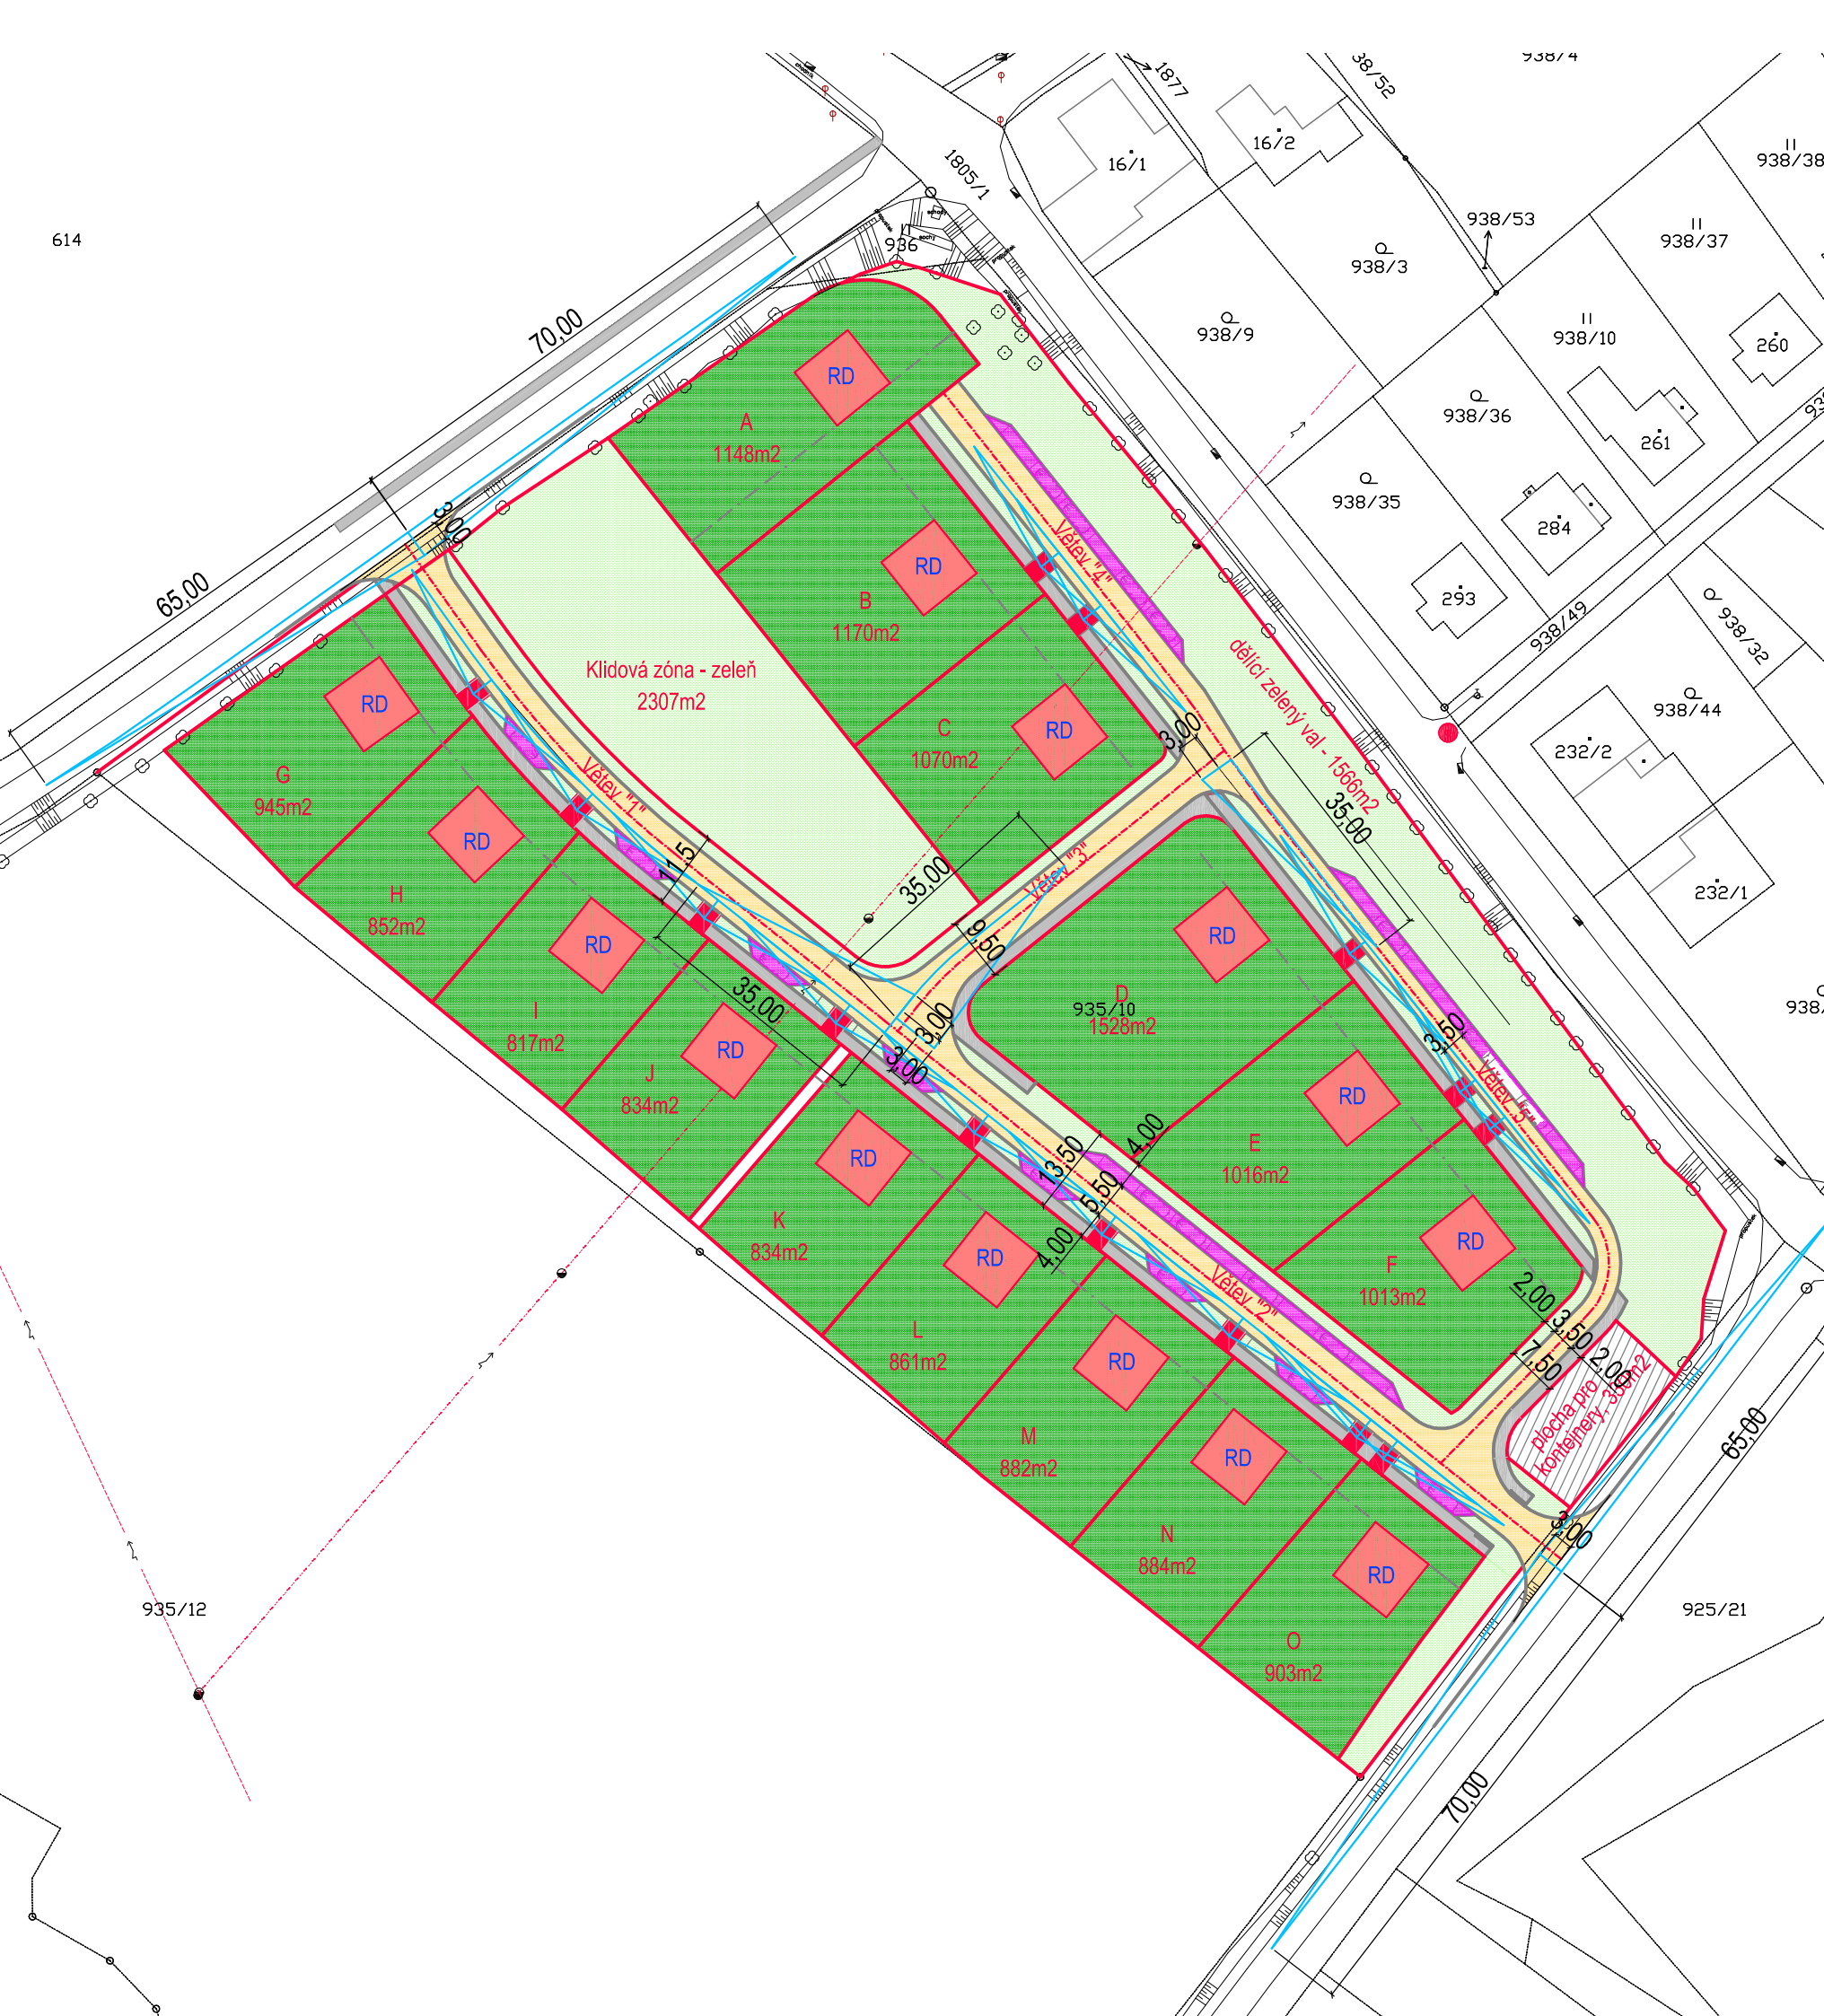 938/4
38/52
1877
16/1
16/2
1805/1
938/38
938/53
938/37
614
936
schody
sochy
938/3
938/9
938/10
260
70,00
RD
A
1148m2
938/36
261
938/35
284
3,00
Větev "4"
RD
65,00
293
B
1170m2
938/49
938/32
Klidová zóna - zeleň
2307m2
dělící zelený val - 1566m2
RD
C
1070m2
RD
3,00
938/44
232/2
G
945m2
Větev "1"
35,00
RD
11,5
35,00
Větev "3"
232/1
H
852m2
RD
9,50
RD
I
817m2
35,00
D
935/10
1528m2
3,00
3,00
3,50
938/
RD
J
834m2
RD
Větev "5"
RD
13,50
4,00
E
1016m2
5,50
K
834m2
4,00
RD
RD
Větev "2"
F
1013m2
2,00
3,50
2,00
7,50
L
861m2
RD
plocha pro
kontejnery, 350m2
65,00
M
882m2
RD
3,00
N
884m2
RD
935/12
925/21
O
903m2
70,00